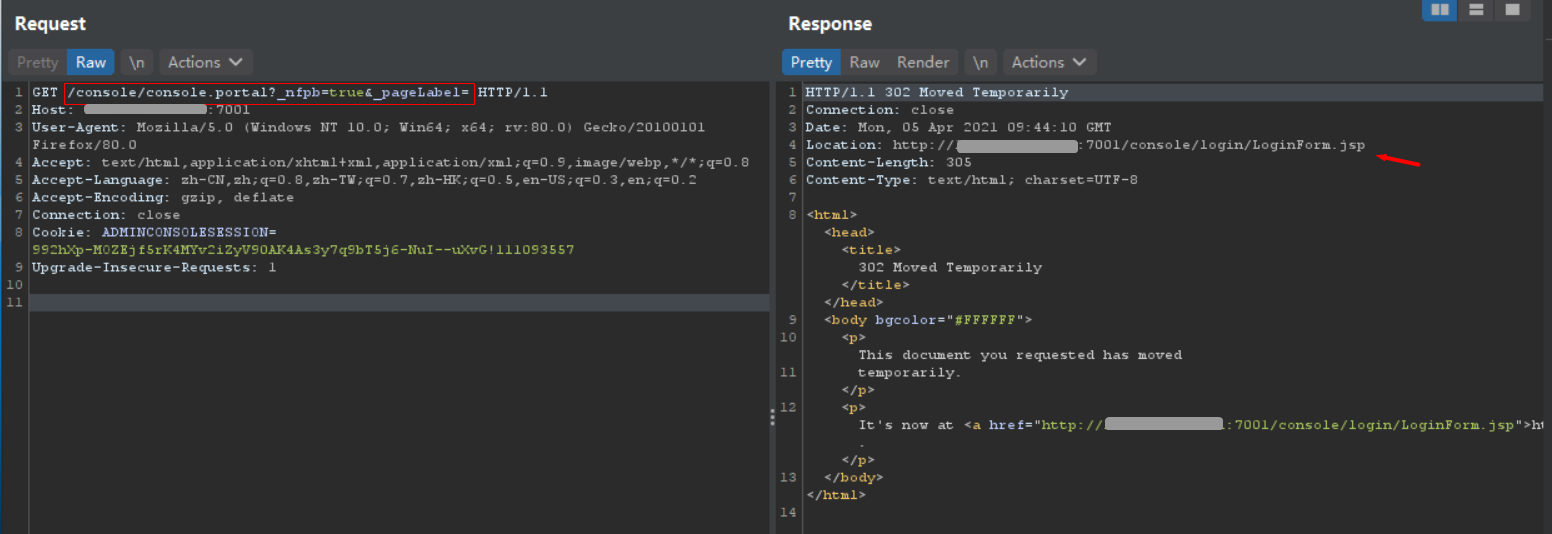 Request
Pretty Raw \n Actions
1 GET /console/console.portal?_nfpb=true&_pageLabel= HTTP/1.1
2 Host: :7001
3 User-Agent: Mozilla/5.0 (Windows NT 10.0; Win64; x64; rv:80.0) Gecko/20100101
Firefox/80.0
4 Accept: text/html,application/xhtml+xml,application/xml;q=0.9,image/webp,*/*;q=0.8
5 Accept-Language: zh-CN,zh;q=0.8,zh-TW;q=0.7,zh-HK;q=0.5,en-US;q=0.3,en;q=0.2
6 Accept-Encoding: gzip, deflate
7 Connection: close
8 Cookie: ADMINCONSOLESESSION=
992hXp-M0ZEjf5rK4MYv2iZyV90AK4As3y7q9bT5j6-NuI--uXvG!111093557
9 Upgrade-Insecure-Requests: 1
10
11
Response
Pretty Raw Render \n Actions
1 HTTP/1.1 302 Moved Temporarily
2 Connection: close
3 Date: Mon, 05 Apr 2021 09:44:10 GMT
4 Location: http:// :7001/console/login/LoginForm.jsp
5 Content-Length: 305
6 Content-Type: text/html; charset=UTF-8
7
8 <html>
<head>
<title>
302 Moved Temporarily
</title>
</head>
9 <body bgcolor="#FFFFFF">
10 <p>
This document you requested has moved
11 temporarily.
</p>
12 <p>
It's now at <a href="http:// :7001/console/login/LoginForm.jsp">ht
.
</p>
13 </body>
</html>
14